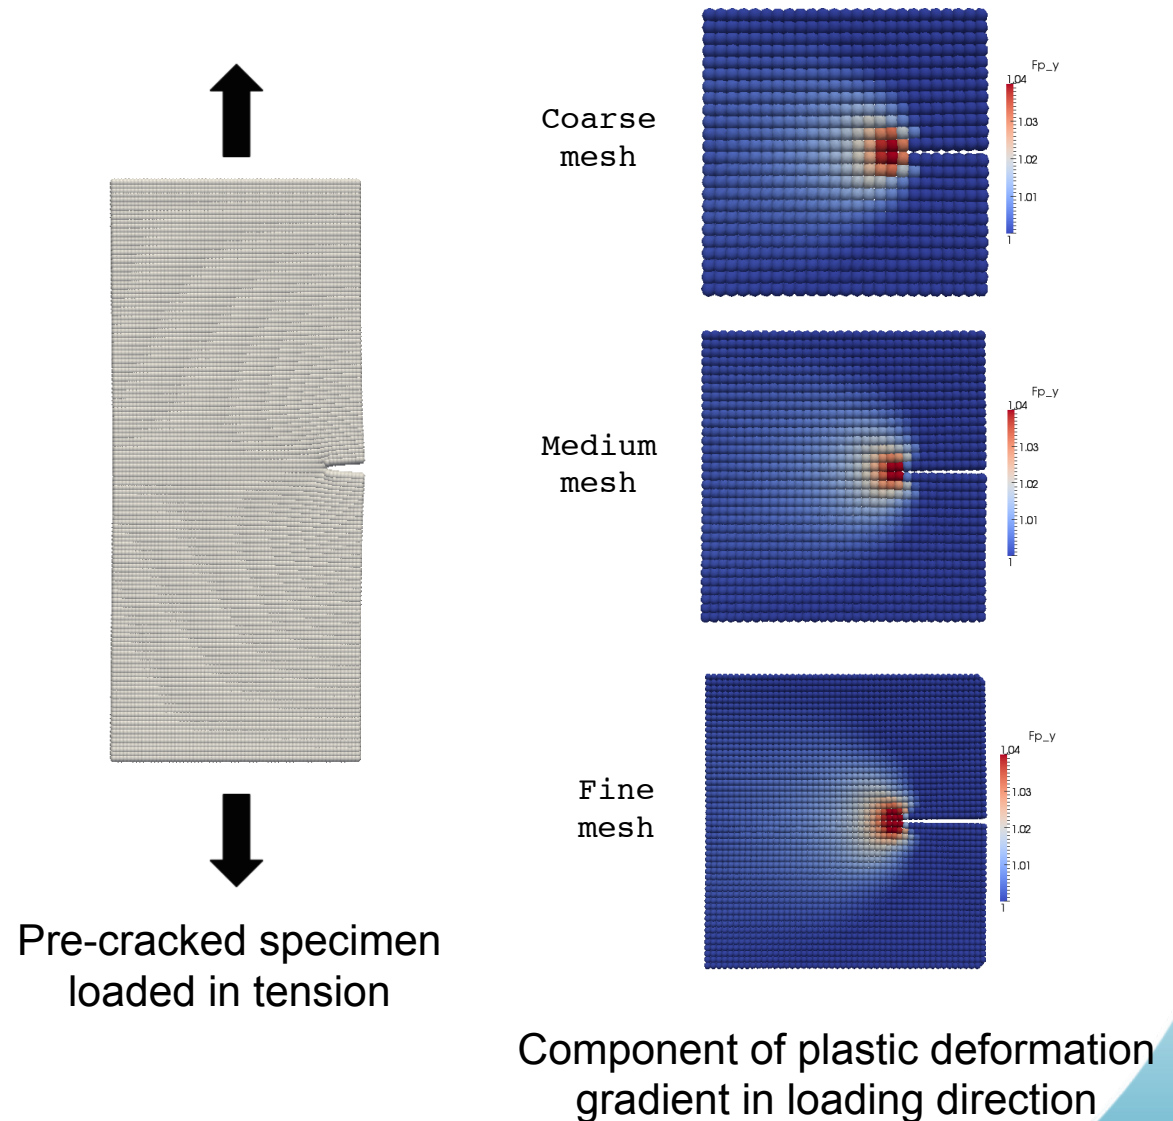 Coarse
mesh
Fp_y
1.04
1.03
1.02
1.01
1
Medium
mesh
Fp_y
1.04
1.03
1.02
1.01
1
Fine
mesh
Fp_y
1.04
1.03
1.02
1.01
1
Pre-cracked specimen
loaded in tension
Component of plastic deformation
gradient in loading direction